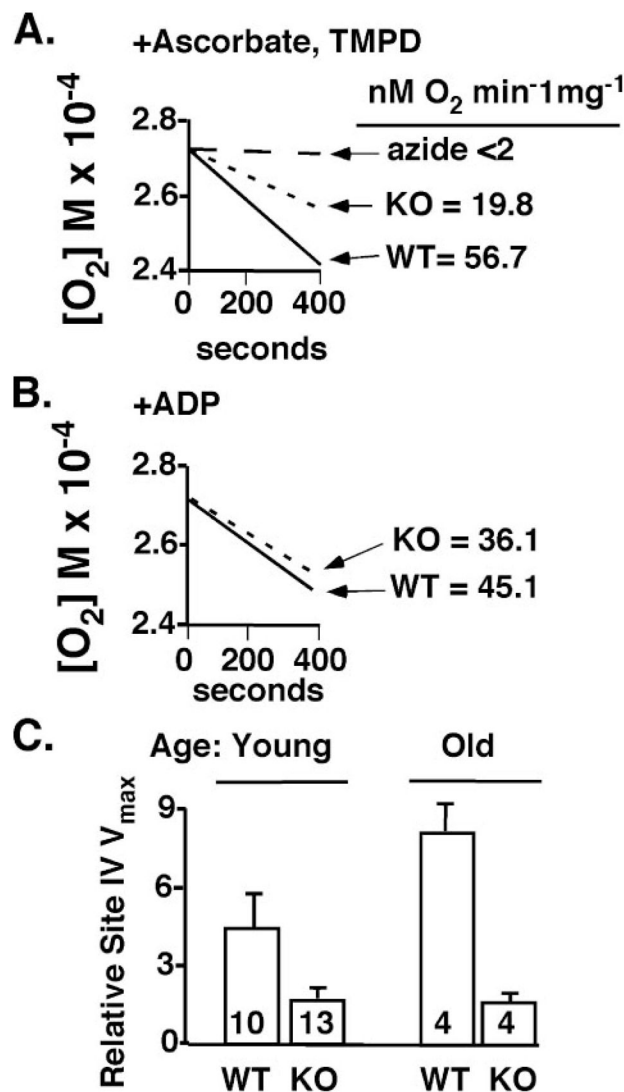 A.
+Ascorbate, TMPD
nM O₂ min⁻¹mg⁻¹
[O₂] M x 10⁻⁴
2.8
2.6
2.4
azide <2
KO = 19.8
WT= 56.7
0 200 400
seconds
B.
+ADP
[O₂] M x 10⁻⁴
2.8
2.6
2.4
KO = 36.1
WT = 45.1
0 200 400
seconds
C.
Age: Young Old
Relative Site IV Vmax
9
6
3
0
10 13 4 4
WT KO WT KO